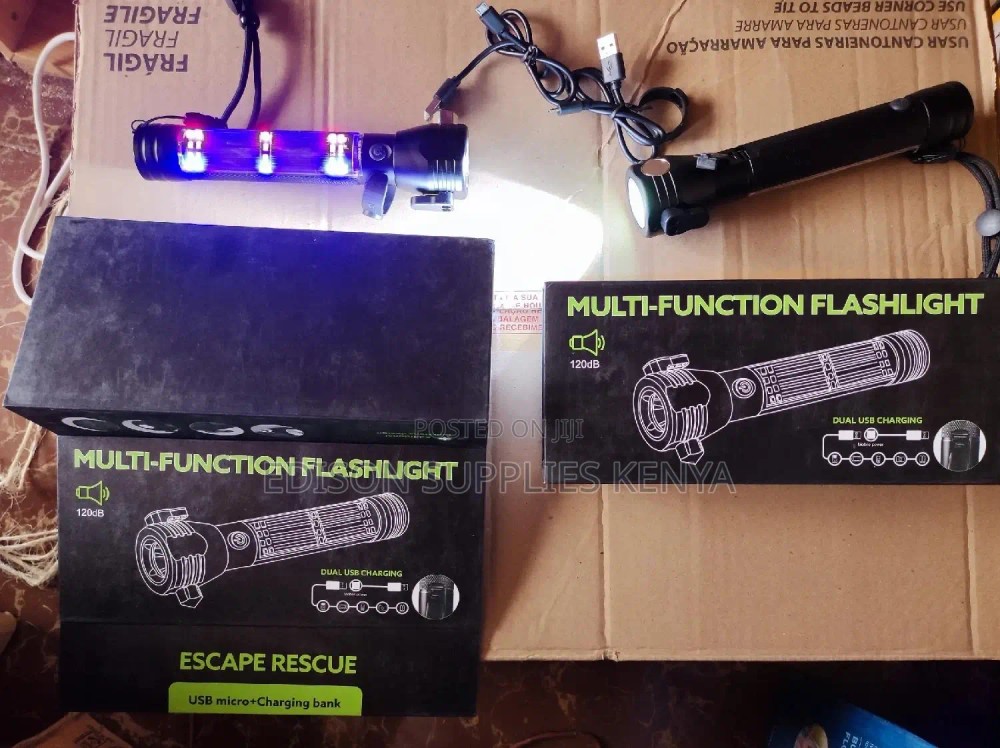 FRÁGIL
FRAGIL
FRAGILE
USE CORNER BEADS TO TIE
USAR CANTONERAS PARA AMARRE
USAR CANTONEIRAS PARA AMARRAÇÃO
A SUA
MULTI-FUNCTION FLASHLIGHT
120dB
DUAL USB CHARGING
POSTED ON JIJI
EDISON SUPPLIES KENYA
MULTI-FUNCTION FLASHLIGHT
120dB
DUAL USB CHARGING
ESCAPE RESCUE
USB micro+Charging bank